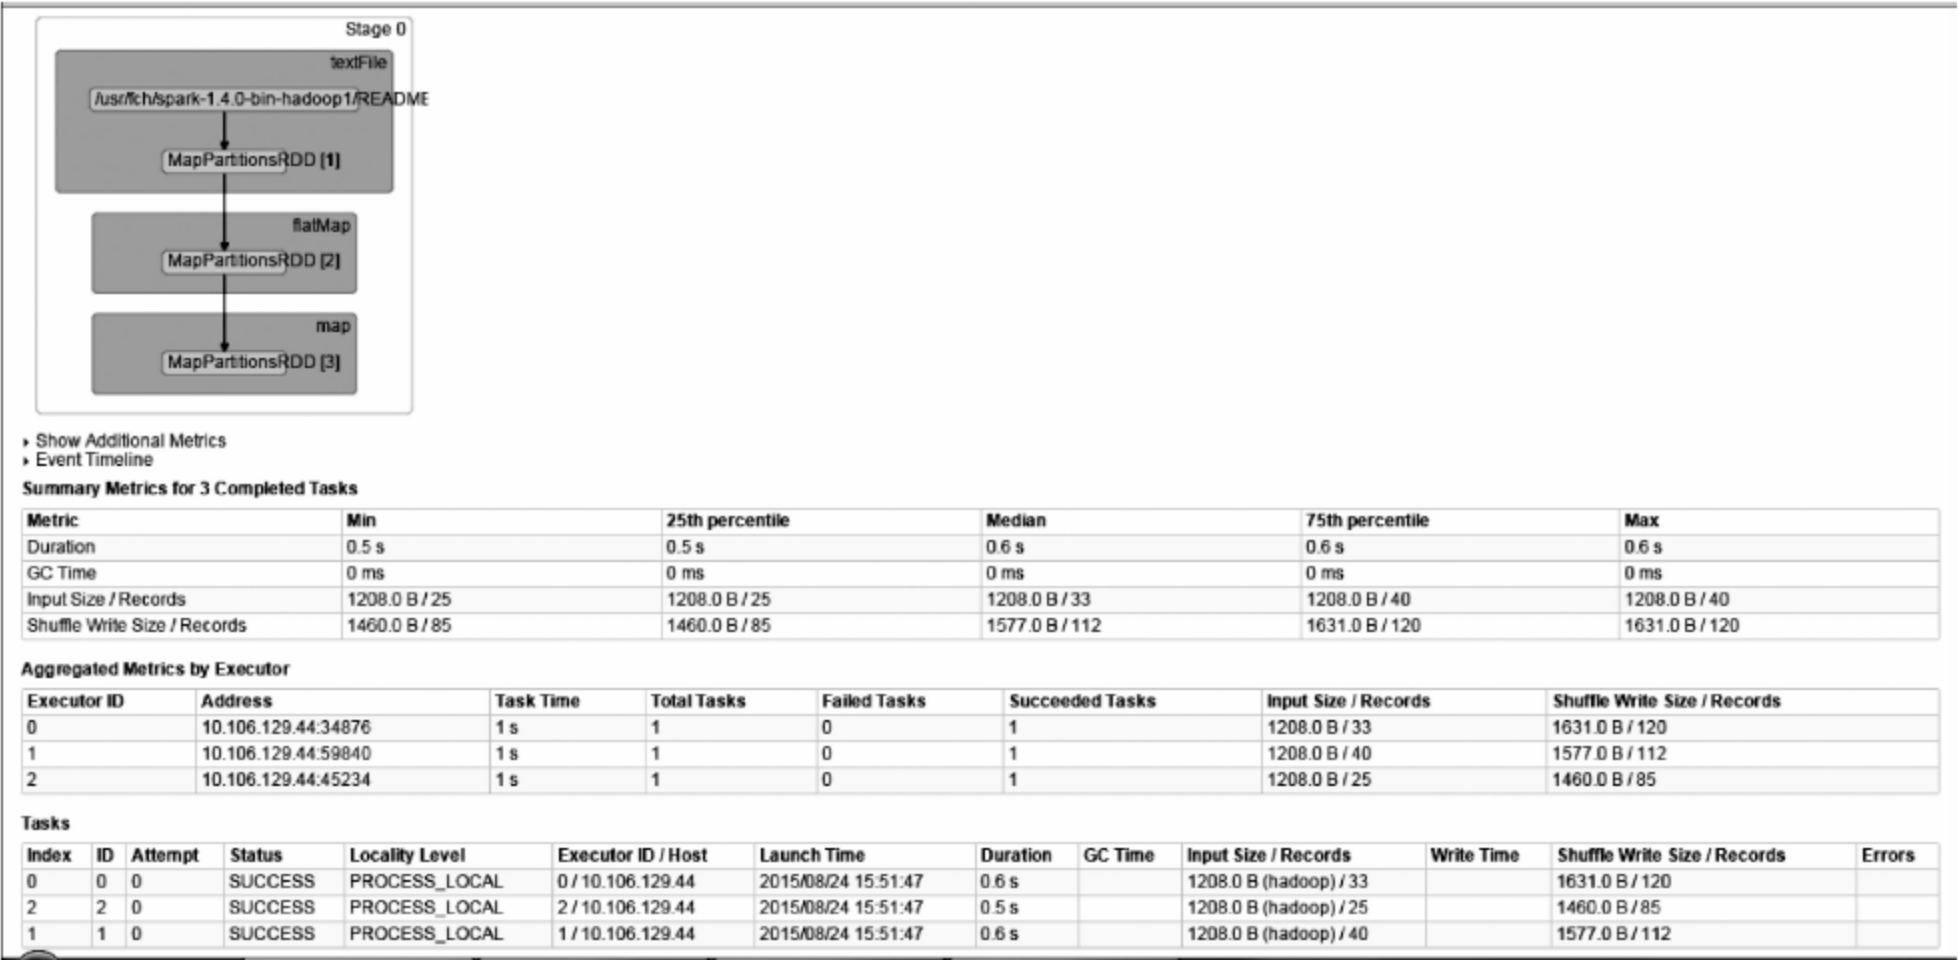 Stage 0
textFile
/usr/lch/spark-1.4.0-bin-hadoop1/README
MapPartitionsRDD [1]
flatMap
MapPartitionsRDD [2]
map
MapPartitionsRDD [3]
Show Additional Metrics
Event Timeline
Summary Metrics for 3 Completed Tasks
Metric Min 25th percentile Median 75th percentile Max
Duration 0.5 s 0.5 s 0.6 s 0.6 s 0.6 s
GC Time 0 ms 0 ms 0 ms 0 ms 0 ms
Input Size / Records 1208.0 B / 25 1208.0 B / 25 1208.0 B / 33 1208.0 B / 40 1208.0 B / 40
Shuffle Write Size / Records 1460.0 B / 85 1460.0 B / 85 1577.0 B / 112 1631.0 B / 120 1631.0 B / 120
Aggregated Metrics by Executor
Executor ID Address Task Time Total Tasks Failed Tasks Succeeded Tasks Input Size / Records Shuffle Write Size / Records
0 10.106.129.44:34876 1 s 1 0 1 1208.0 B / 33 1631.0 B / 120
1 10.106.129.44:59840 1 s 1 0 1 1208.0 B / 40 1577.0 B / 112
2 10.106.129.44:45234 1 s 1 0 1 1208.0 B / 25 1460.0 B / 85
Tasks
Index ID Attempt Status Locality Level Executor ID / Host Launch Time Duration GC Time Input Size / Records Write Time Shuffle Write Size / Records Errors
0 0 0 SUCCESS PROCESS_LOCAL 0 / 10.106.129.44 2015/08/24 15:51:47 0.6 s 1208.0 B (hadoop) / 33 1631.0 B / 120
2 2 0 SUCCESS PROCESS_LOCAL 2 / 10.106.129.44 2015/08/24 15:51:47 0.5 s 1208.0 B (hadoop) / 25 1460.0 B / 85
1 1 0 SUCCESS PROCESS_LOCAL 1 / 10.106.129.44 2015/08/24 15:51:47 0.6 s 1208.0 B (hadoop) / 40 1577.0 B / 112